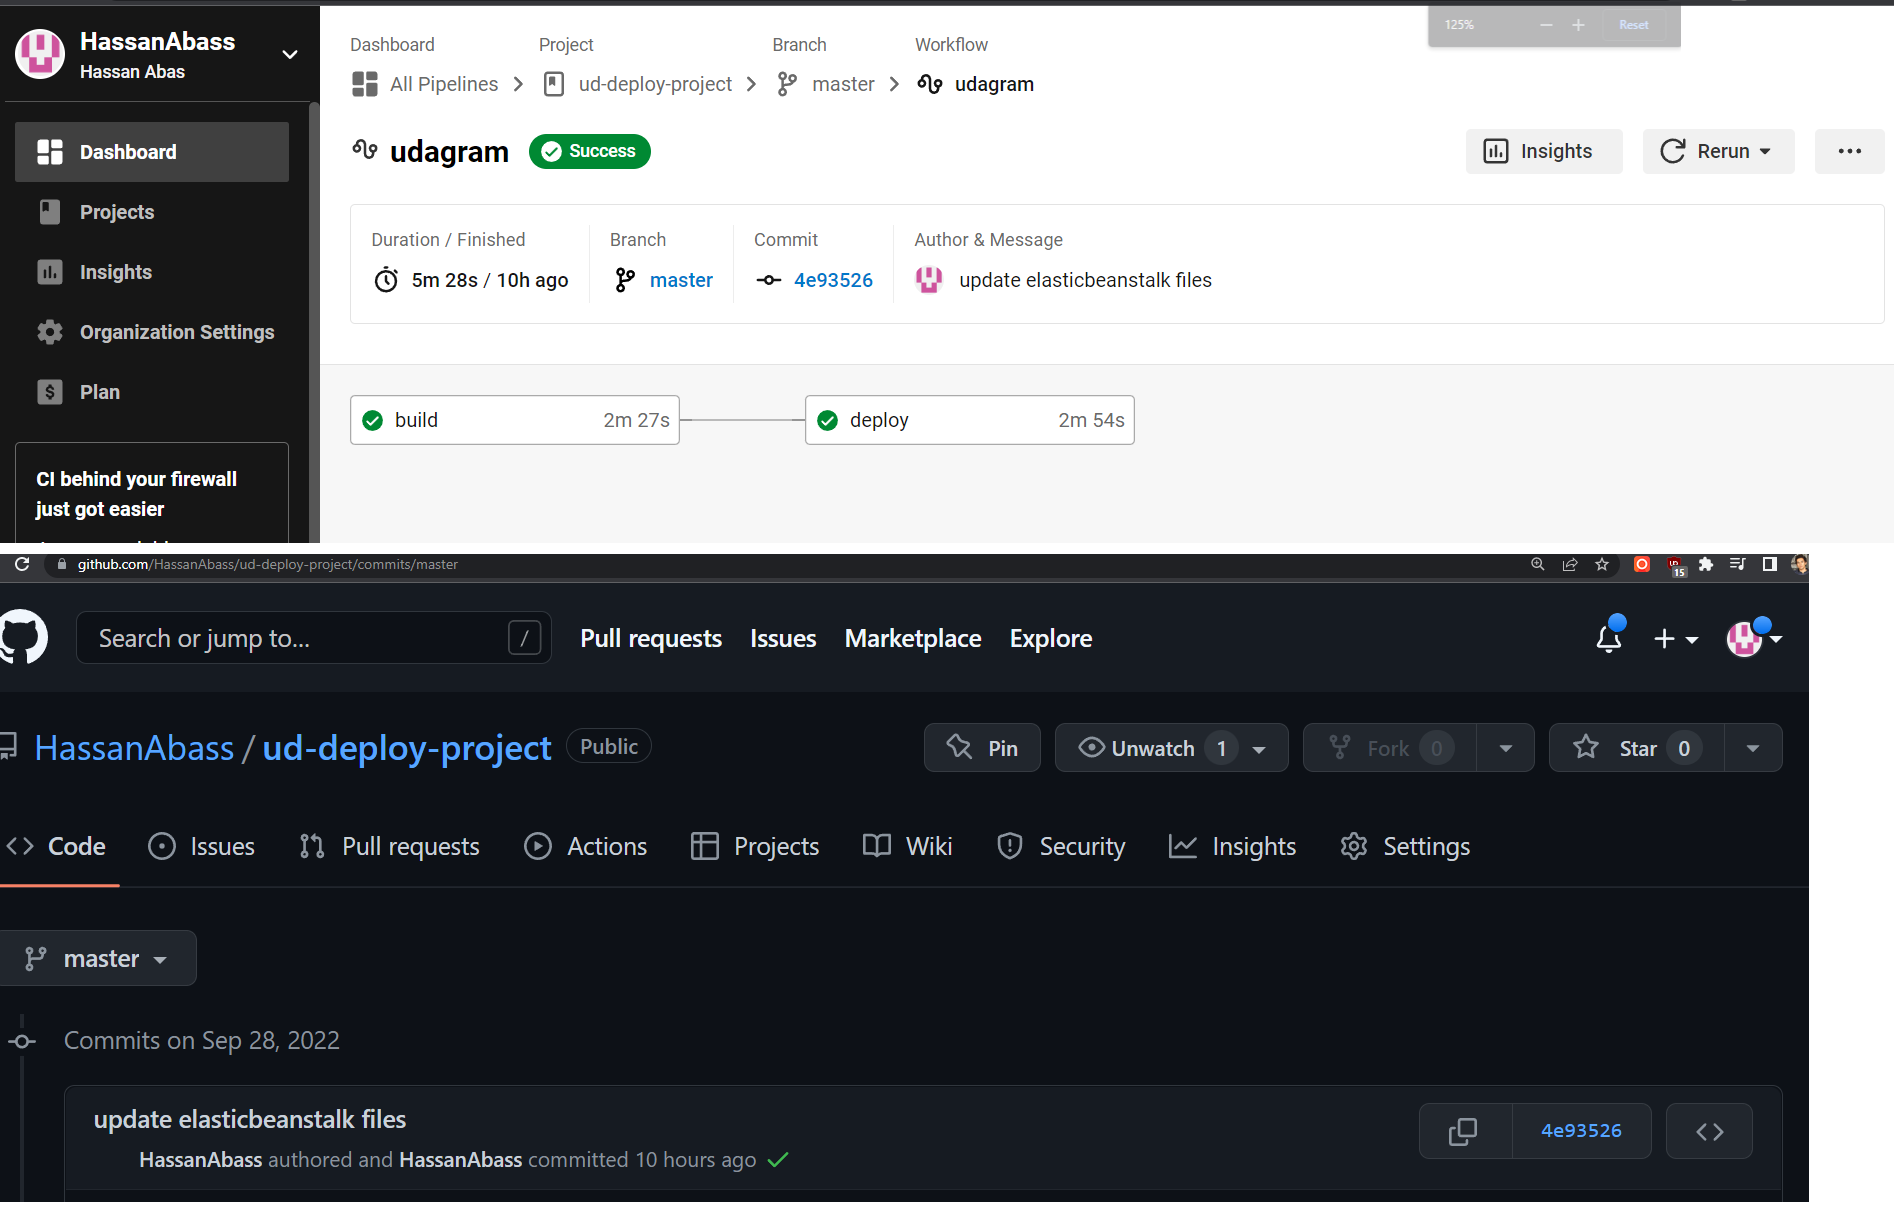 HassanAbass
Hassan Abas
Dashboard
Projects
Insights
Organization Settings
Plan
CI behind your firewall
just got easier
125%
Reset
Dashboard Project Branch Workflow
All Pipelines ud-deploy-project master udagram
udagram Success Insights Rerun
Duration / Finished Branch Commit Author & Message
5m 28s / 10h ago master 4e93526 update elasticbeanstalk files
build 2m 27s deploy 2m 54s
github.com/HassanAbass/ud-deploy-project/commits/master
15
Search or jump to... / Pull requests Issues Marketplace Explore
HassanAbass / ud-deploy-project Public Pin Unwatch 1 Fork 0 Star 0
Code Issues Pull requests Actions Projects Wiki Security Insights Settings
master
Commits on Sep 28, 2022
update elasticbeanstalk files
4e93526
HassanAbass authored and HassanAbass committed 10 hours ago